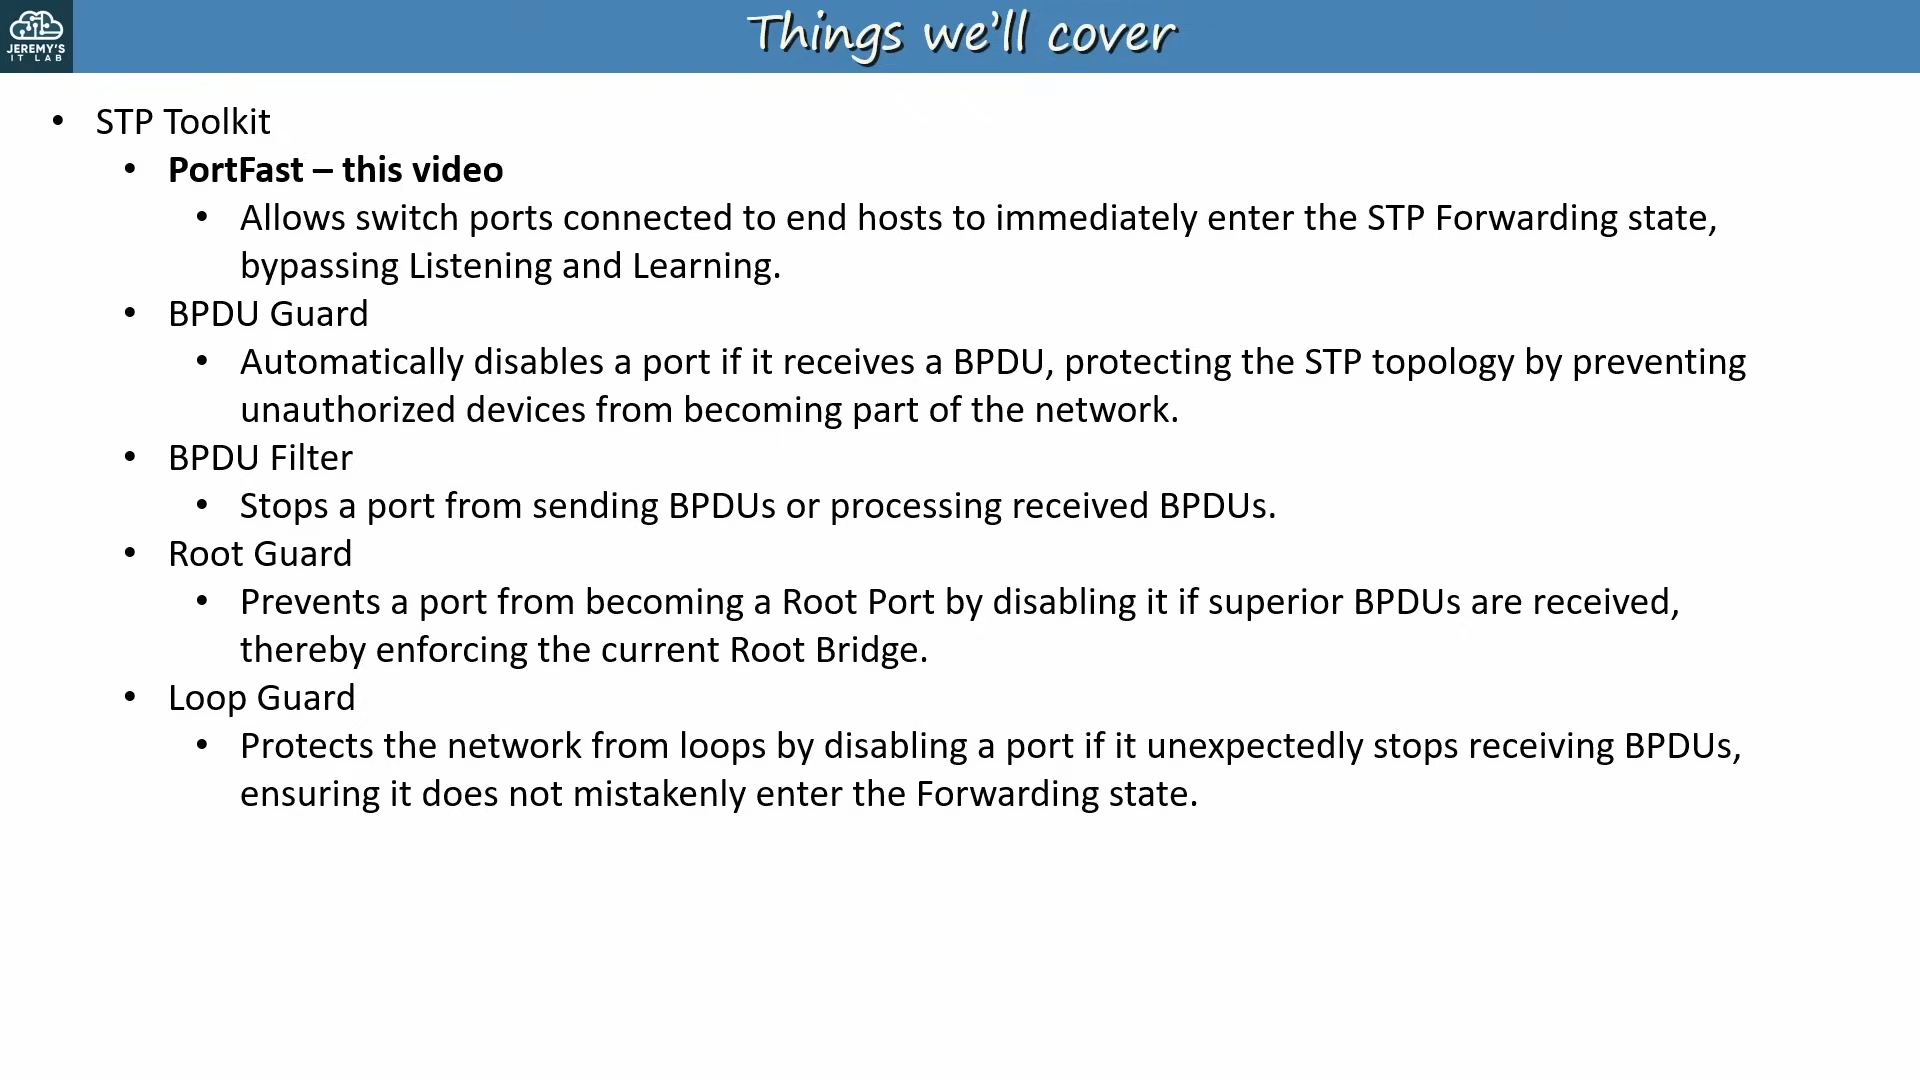 JEREMY'S
IT LAB
Things we'll cover
• STP Toolkit
• PortFast – this video
• Allows switch ports connected to end hosts to immediately enter the STP Forwarding state,
bypassing Listening and Learning.
• BPDU Guard
• Automatically disables a port if it receives a BPDU, protecting the STP topology by preventing
unauthorized devices from becoming part of the network.
• BPDU Filter
• Stops a port from sending BPDUs or processing received BPDUs.
• Root Guard
• Prevents a port from becoming a Root Port by disabling it if superior BPDUs are received,
thereby enforcing the current Root Bridge.
• Loop Guard
• Protects the network from loops by disabling a port if it unexpectedly stops receiving BPDUs,
ensuring it does not mistakenly enter the Forwarding state.